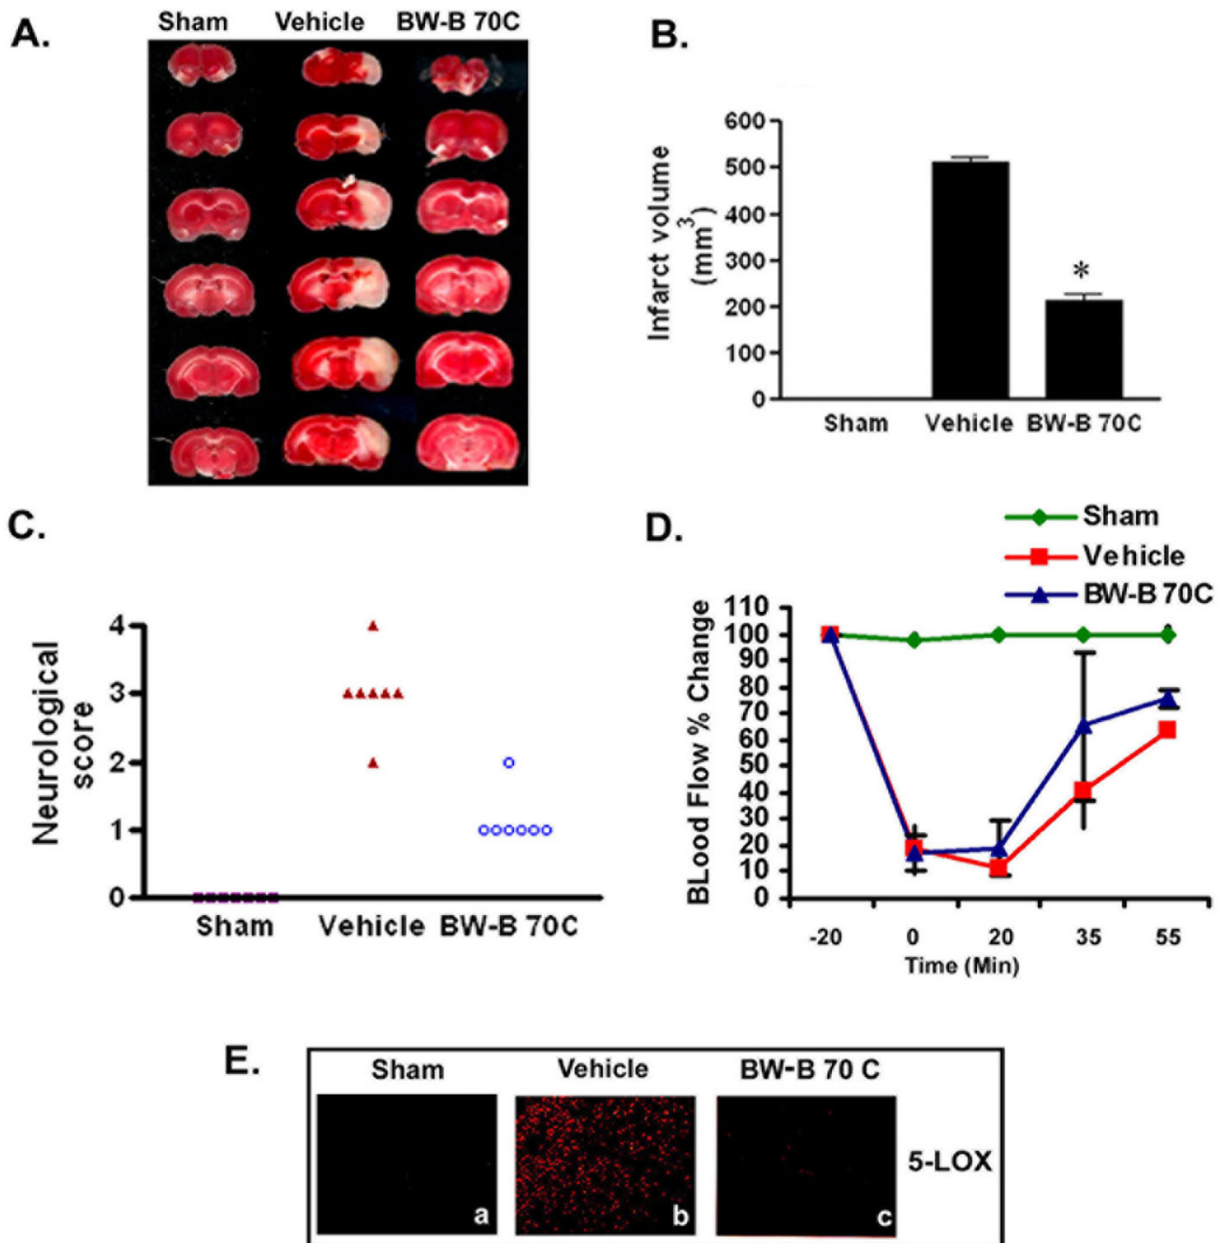 A.
Sham Vehicle BW-B 70C
B.
Infarct volume
(mm3)
600
500
400
300
200
100
0
*
Sham Vehicle BW-B 70C
C.
Neurological
score
4
3
2
1
0
Sham Vehicle BW-B 70C
D.
Sham
Vehicle
BW-B 70C
BLood Flow % Change
110
100
90
80
70
60
50
40
30
20
10
0
-20 0 20 35 55
Time (Min)
E.
Sham Vehicle BW-B 70 C
a b c
5-LOX